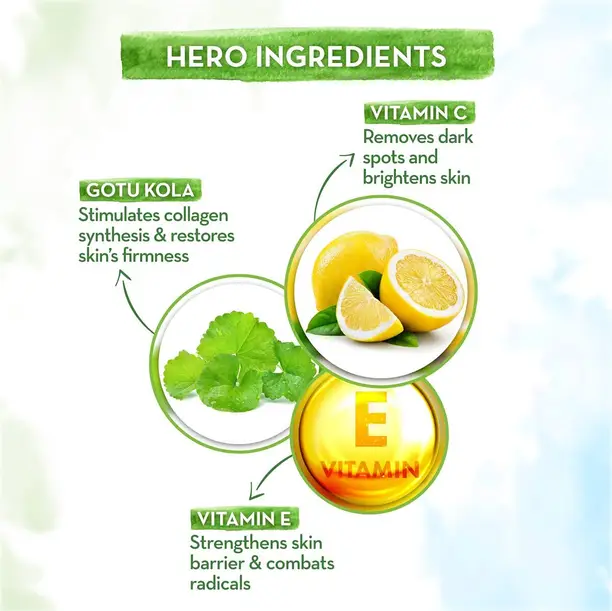 HERO INGREDIENTS
VITAMIN C
Removes dark
spots and
brightens skin
GOTU KOLA
Stimulates collagen
synthesis & restores
skin's firmness
E
VITAMIN
VITAMIN E
Strengthens skin
barrier & combats
radicals